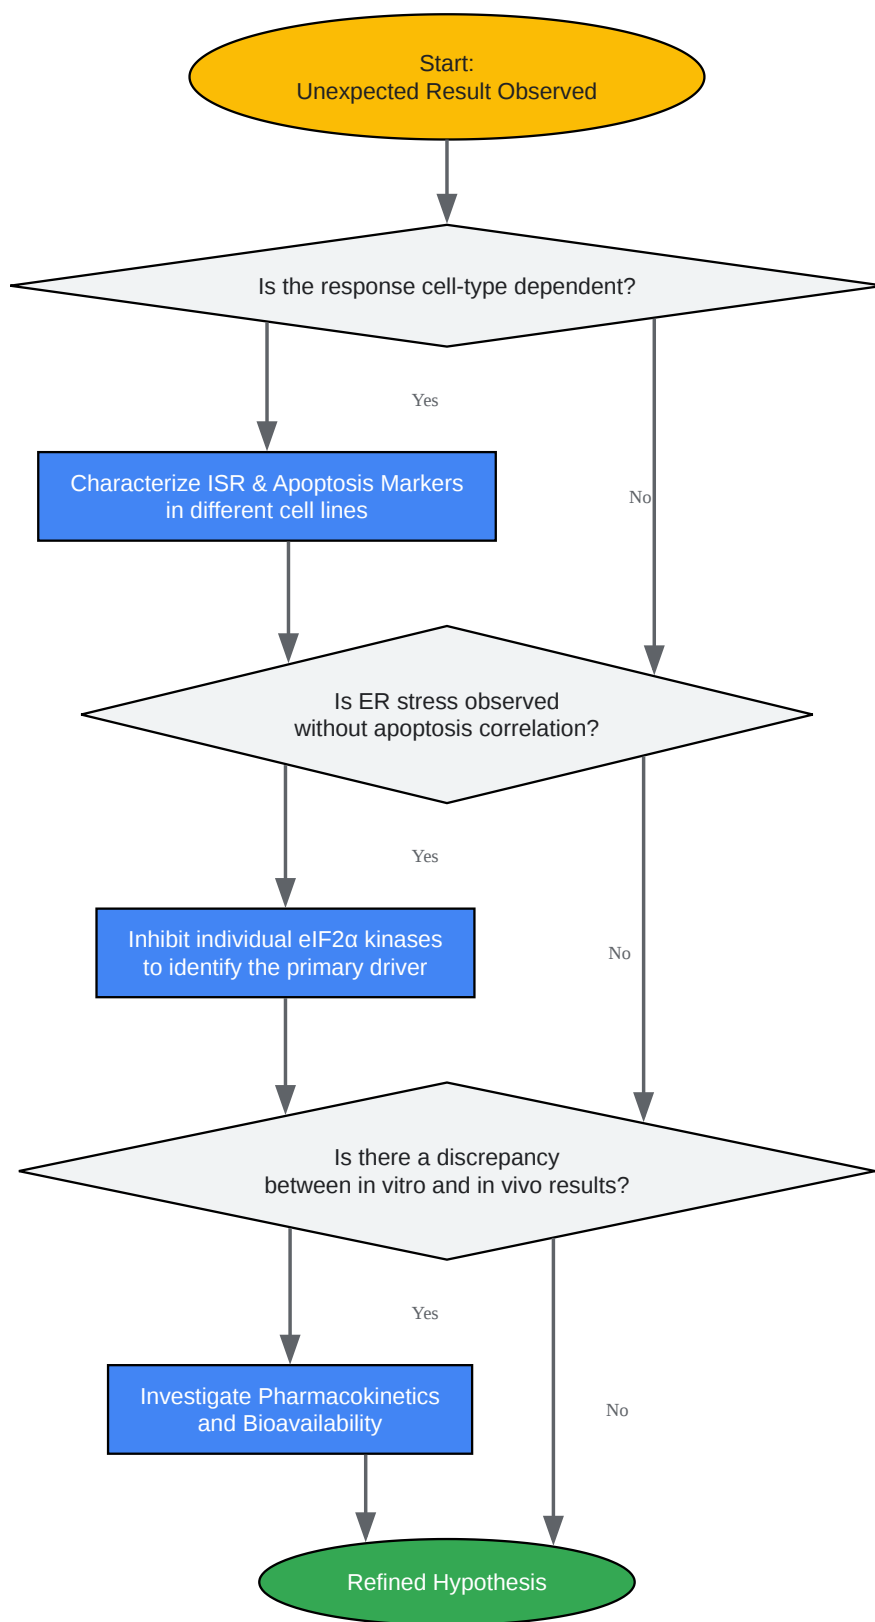 Start:
Unexpected Result Observed
Is the response cell-type dependent?
Yes
Characterize ISR & Apoptosis Markers
in different cell lines
No
Is ER stress observed
without apoptosis correlation?
Yes
Inhibit individual eIF2α kinases
to identify the primary driver
No
Is there a discrepancy
between in vitro and in vivo results?
Yes
Investigate Pharmacokinetics
and Bioavailability
No
Refined Hypothesis